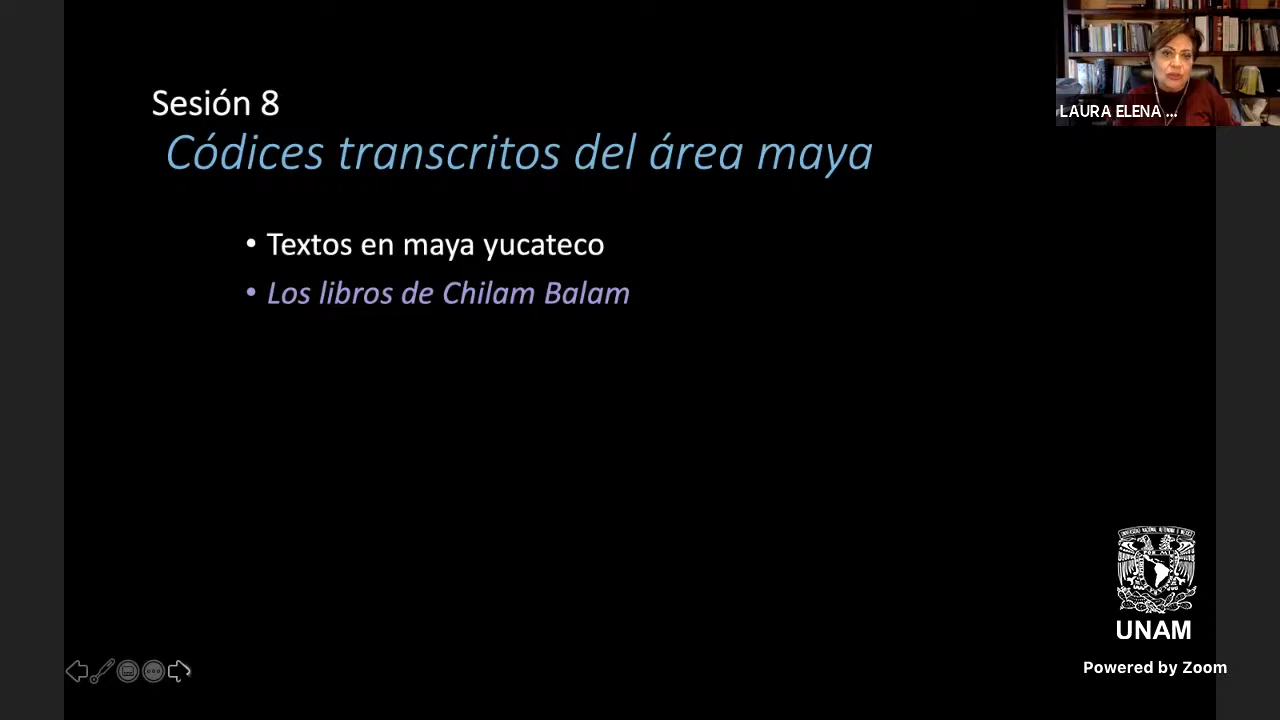 LAURA ELENA ...
Sesión 8
Códices transcritos del área maya
• Textos en maya yucateco
• Los libros de Chilam Balam
UNAM
Powered by Zoom